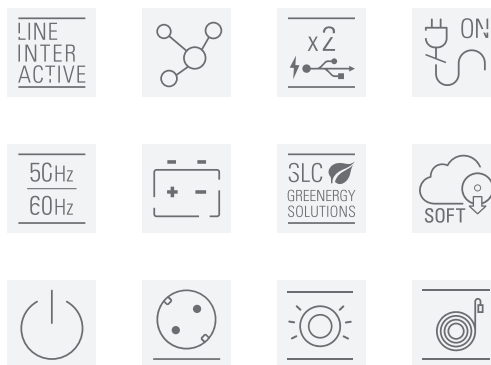 LINE
INTER
ACTIVE
x2
ON
50Hz
60Hz
SLC
GREENERGY
SOLUTIONS
SOFT